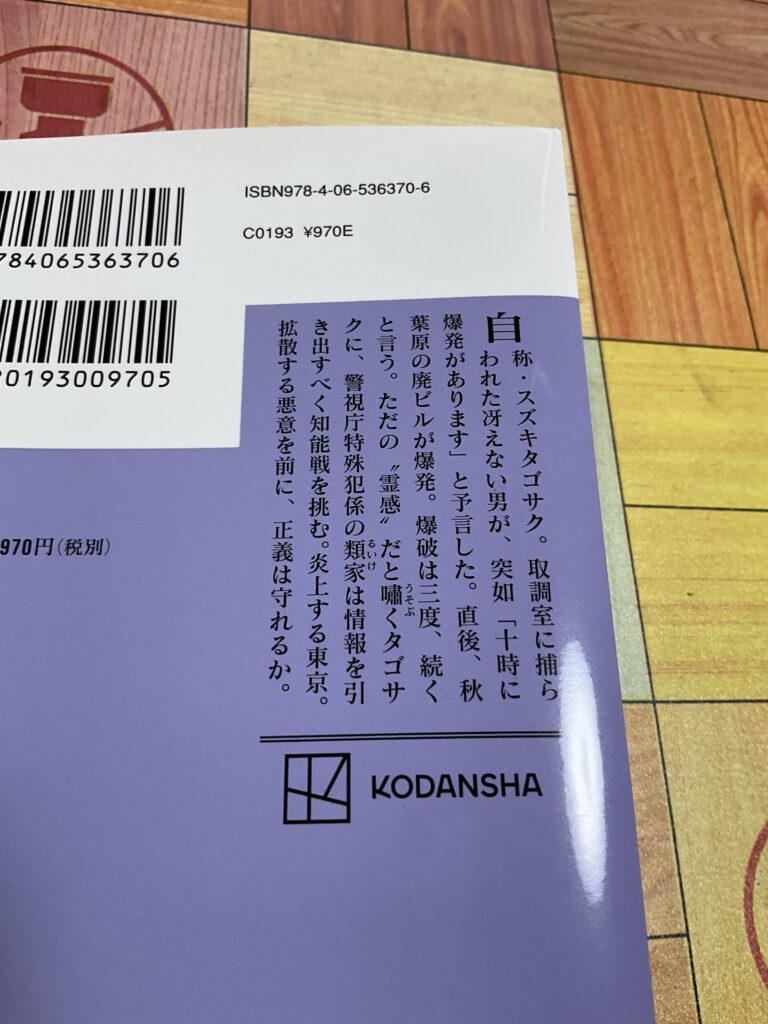 ISBN978-4-06-536370-6
C0193 ¥970E
784065363706
0193009705
自称・スズキタゴサク。取調室に捕ら
われた冴えない男が、突如「十時に
爆発があります」と予言した。直後、秋
葉原の廃ビルが爆発。爆破は三度、続く
と言う。ただの〝霊感〟だと嘯くタゴサ
うそぶ
クに、警視庁特殊犯係の類家は情報を引
るいけ
き出すべく知能戦を挑む。炎上する東京。
拡散する悪意を前に、正義は守れるか。
970円(税別)
KODANSHA